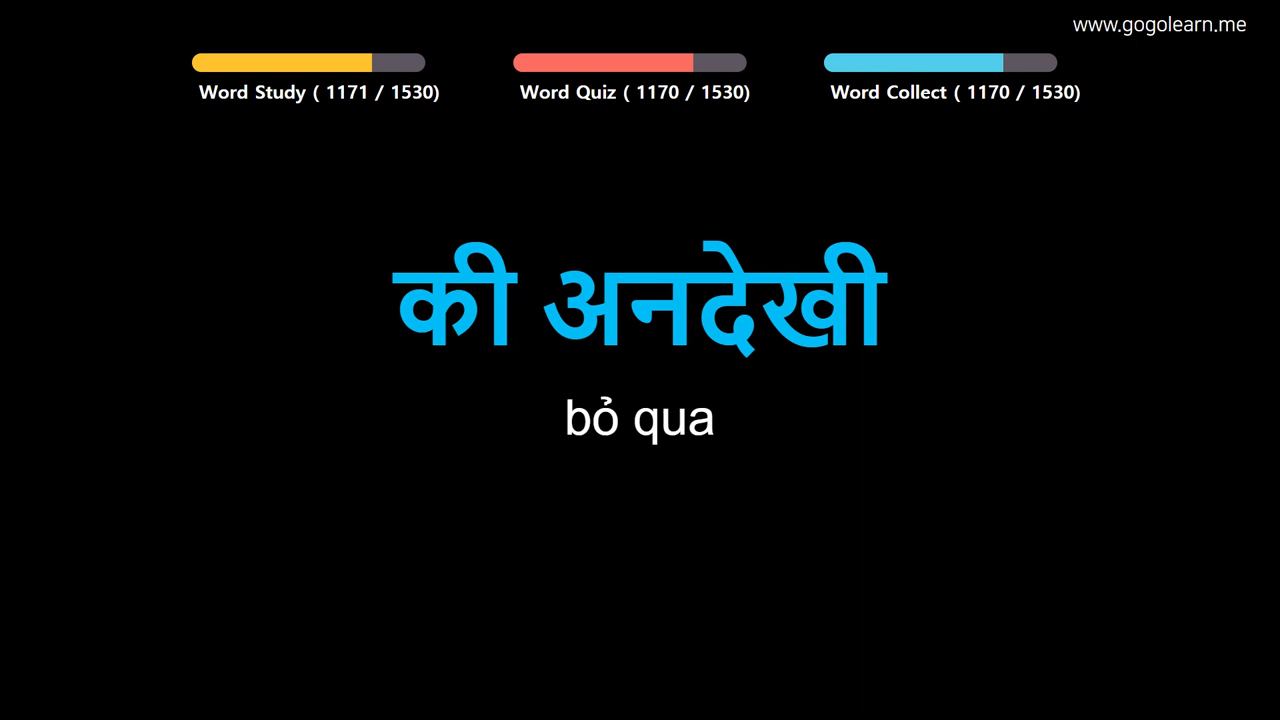 www.gogolearn.me
Word Study ( 1171 / 1530)
Word Quiz ( 1170 / 1530)
Word Collect ( 1170 / 1530)
की अनदेखी
bỏ qua